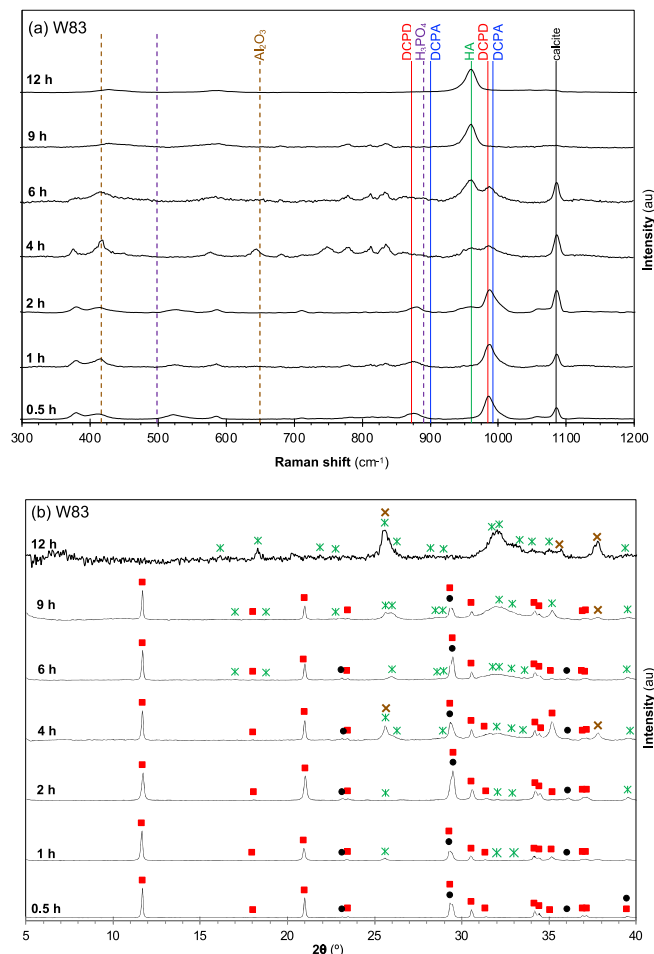 (a) W83
Al₂O₃
DCPD
H₃PO₄
DCPA
HA
DCPD
DCPA
calcite
12 h
9 h
6 h
4 h
2 h
1 h
0.5 h
Intensity (au)
300 400 500 600 700 800 900 1000 1100 1200
Raman shift (cm⁻¹)
(b) W83
12 h
9 h
6 h
4 h
2 h
1 h
0.5 h
Intensity (au)
5 10 15 20 25 30 35 40
2θ (º)